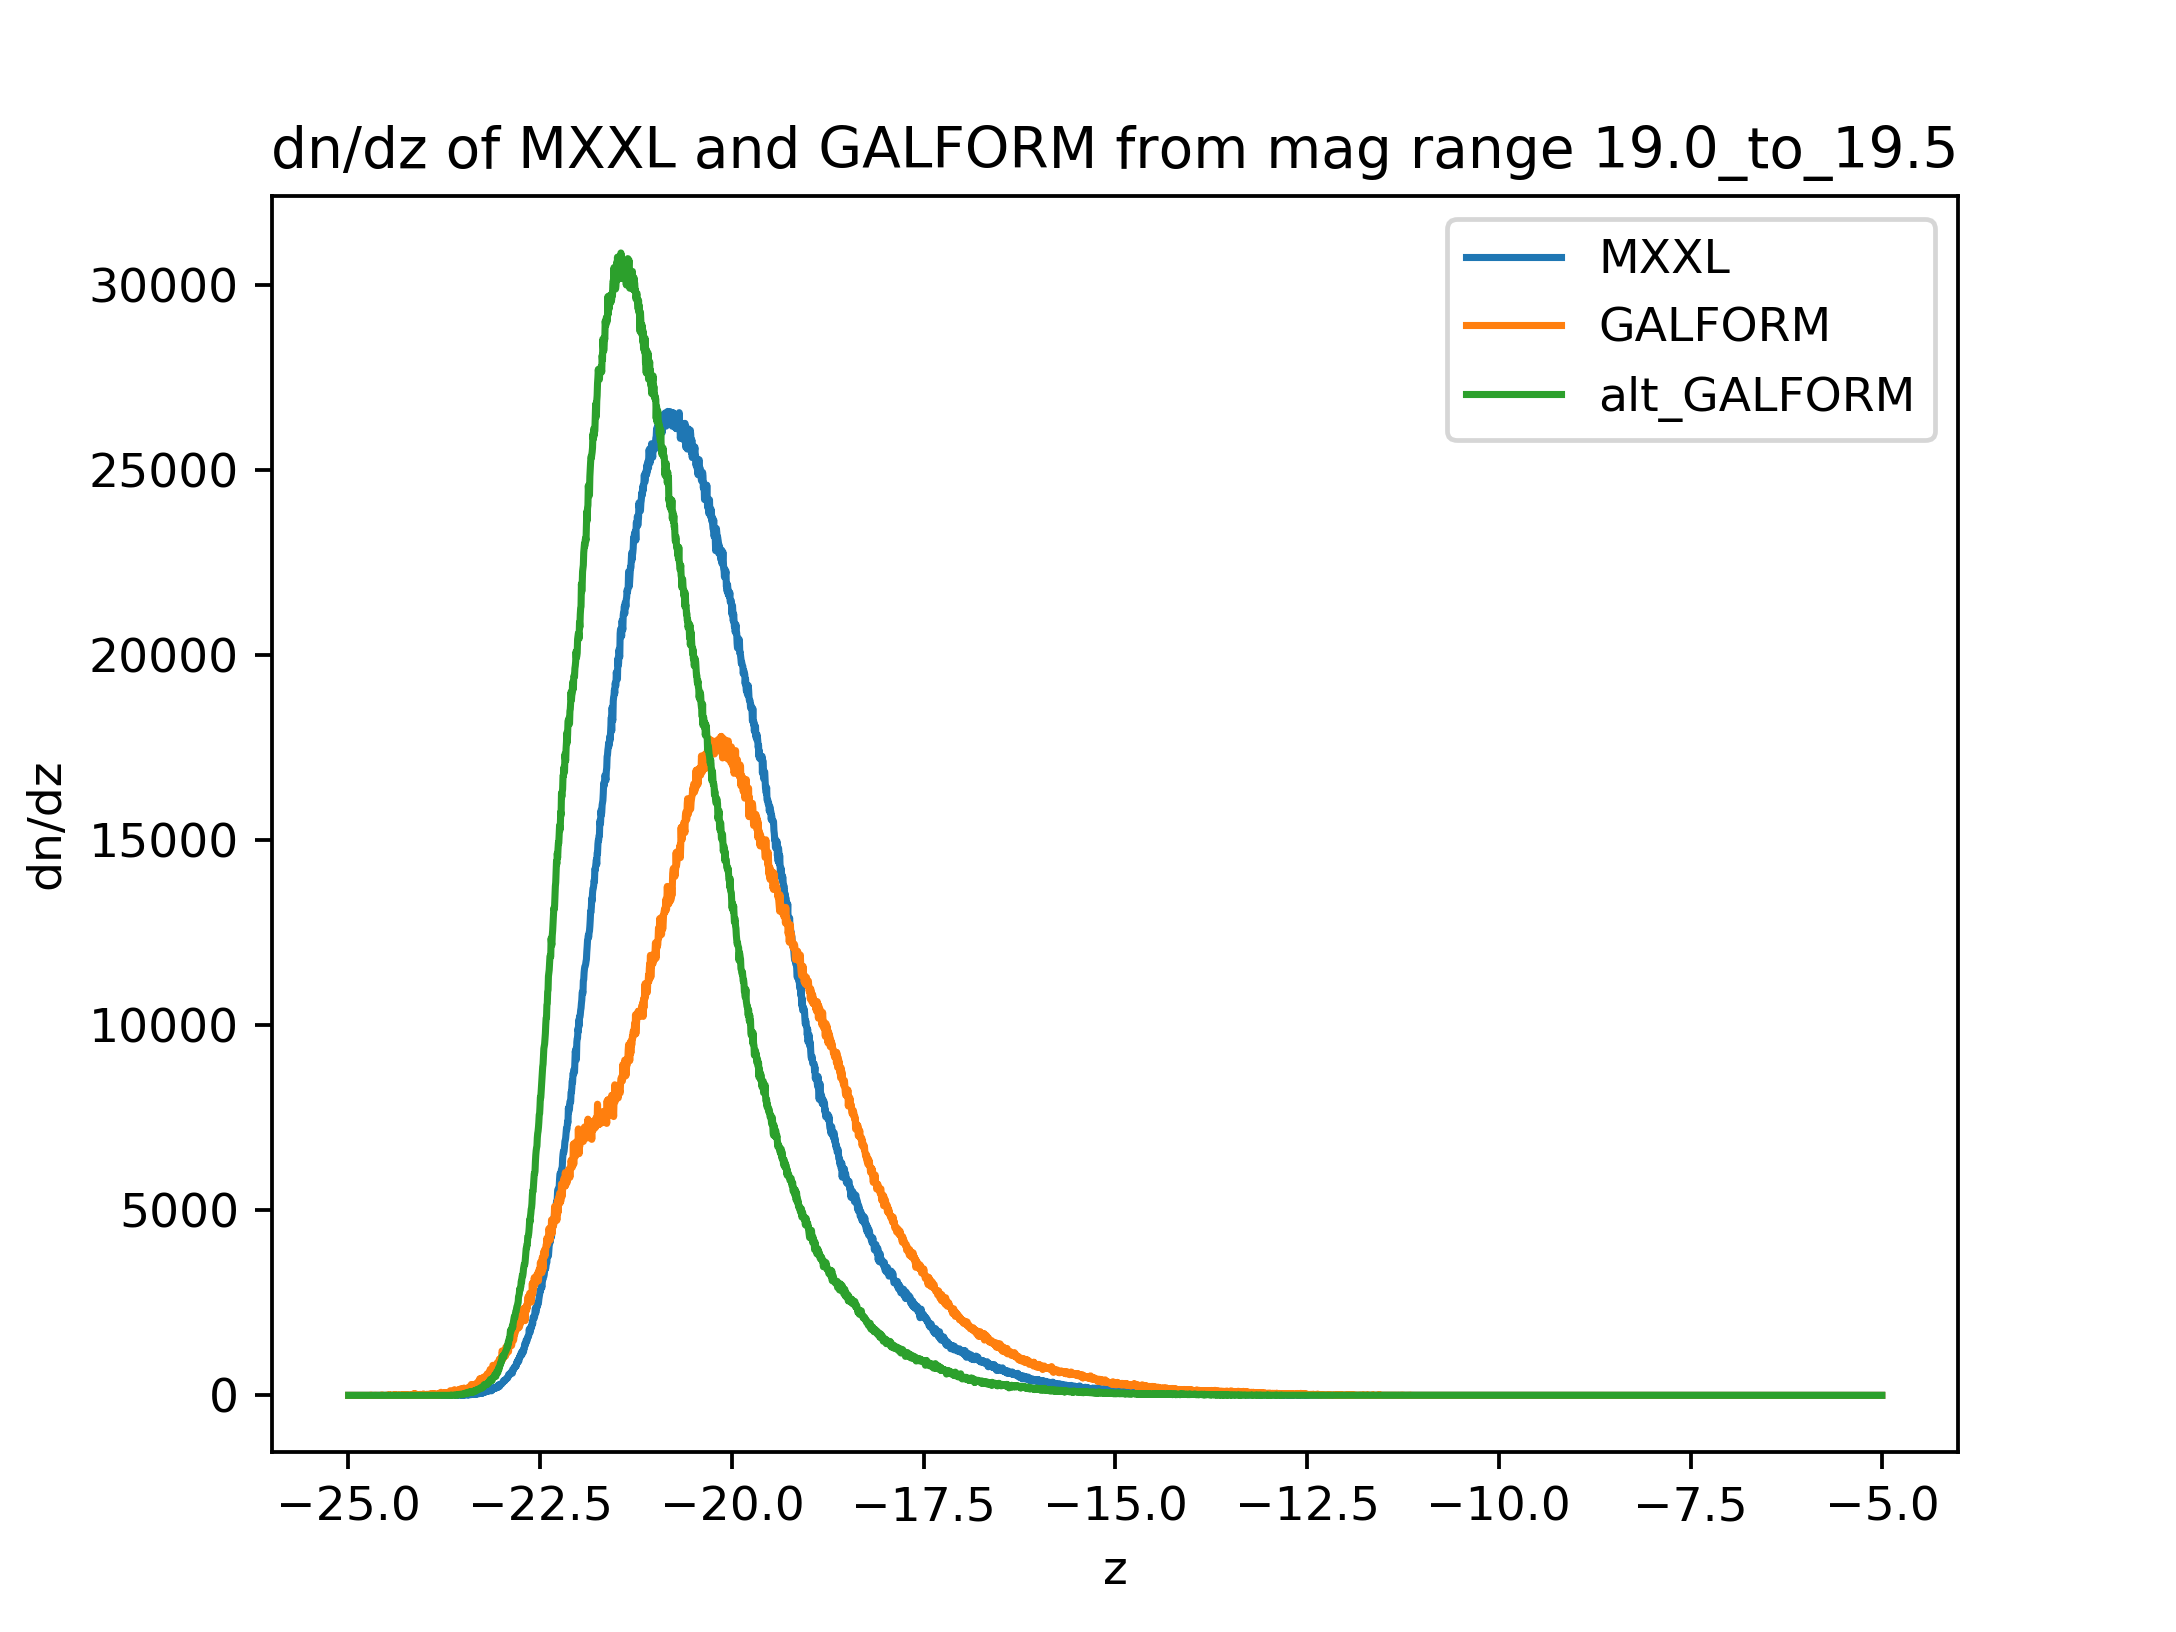 dn/dz of MXXL and GALFORM from mag range 19.0_to_19.5
MXXL
GALFORM
alt_GALFORM
dn/dz
30000
25000
20000
15000
10000
5000
0
−25.0 −22.5 −20.0 −17.5 −15.0 −12.5 −10.0 −7.5 −5.0
z